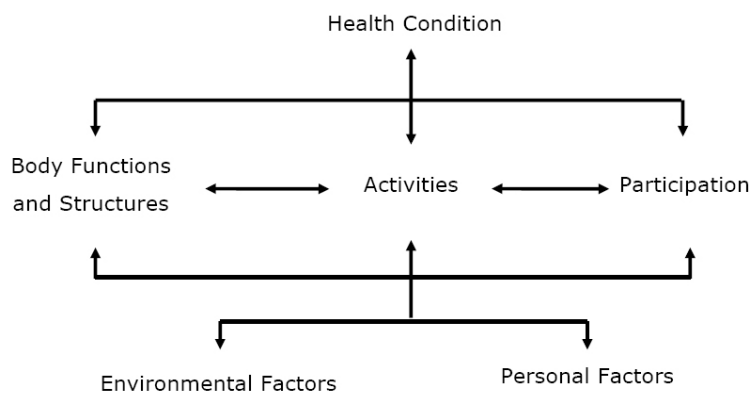 Health Condition
Body Functions
and Structures
Activities
Participation
Environmental Factors
Personal Factors